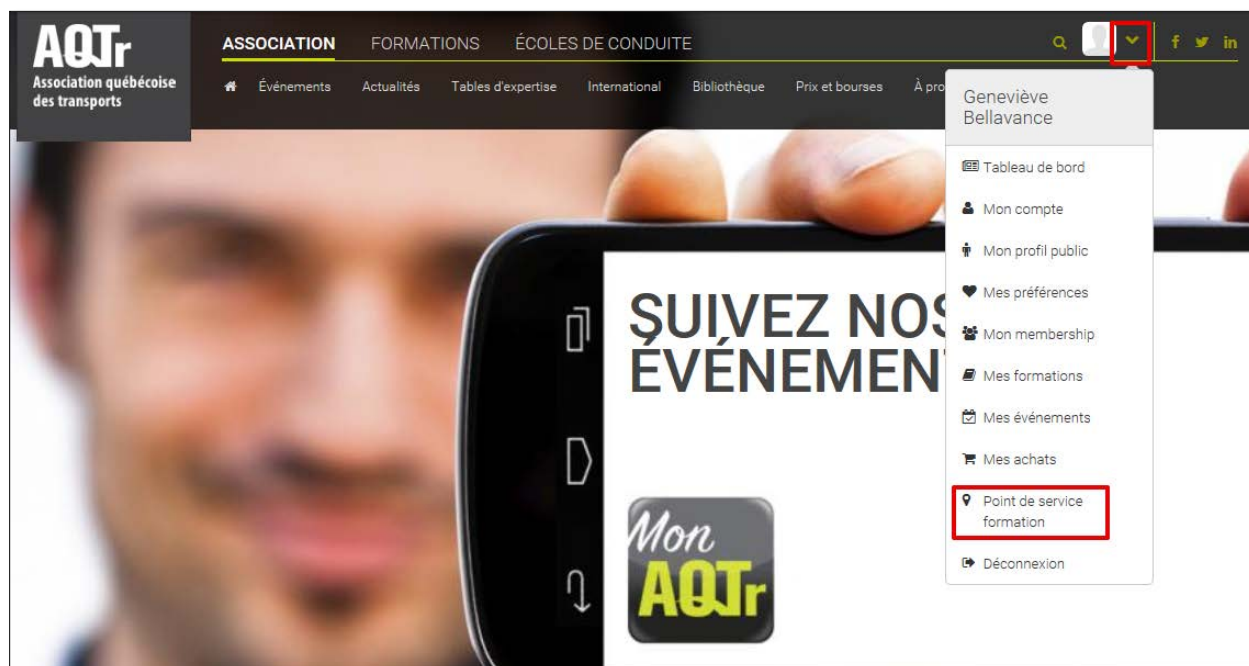 AQTr
Association québécoise
des transports
ASSOCIATION FORMATIONS ÉCOLES DE CONDUITE
Événements Actualités Tables d'expertise International Bibliothèque Prix et bourses À pro
Geneviève
Bellavance
Tableau de bord
Mon compte
Mon profil public
Mes préférences
Mon membership
Mes formations
Mes événements
Mes achats
Point de service
formation
Déconnexion
SUIVEZ NOS
ÉVÉNEMEN
Mon
AQTr